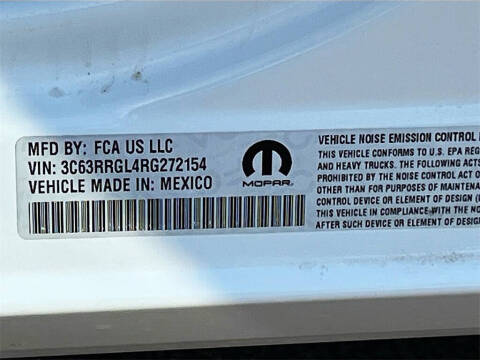 MFD BY: FCA US LLC
VIN: 3C63RRGL4RG272154
VEHICLE MADE IN: MEXICO
MOPAR
VEHICLE NOISE EMISSION CONTROL
THIS VEHICLE CONFORMS TO U.S. EPA REG
AND HEAVY TRUCKS. THE FOLLOWING ACTS
PROHIBITED BY THE NOISE CONTROL ACT O
OTHER THAN FOR PURPOSES OF MAINTENA
CONTROL DEVICE OR ELEMENT OF DESIGN (
THIS VEHICLE IN COMPLIANCE WITH THE NO
AFTER SUCH DEVICE OR ELEMENT OF DESIG